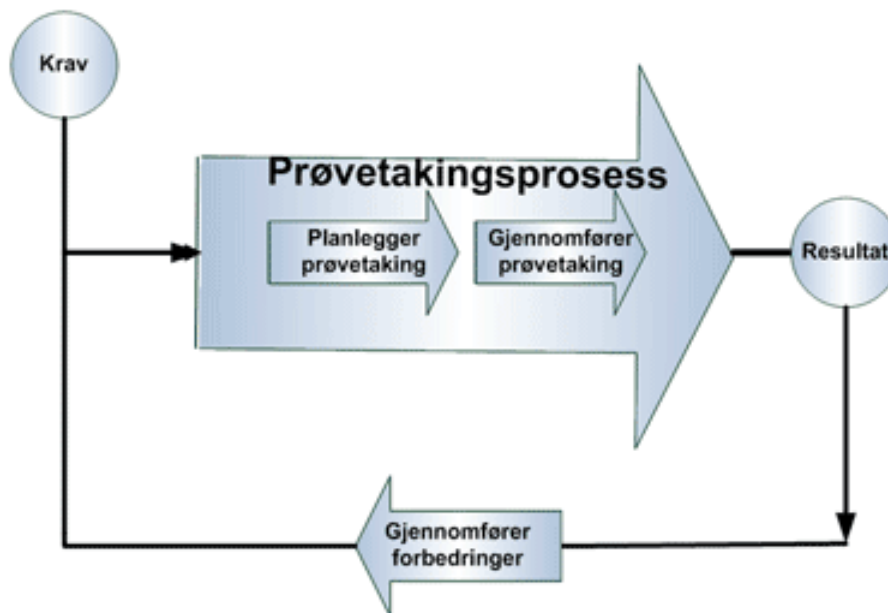 Krav
Prøvetakingsprosess
Planlegger
prøvetaking
Gjennomfører
prøvetaking
Resultat
Gjennomfører
forbedringer